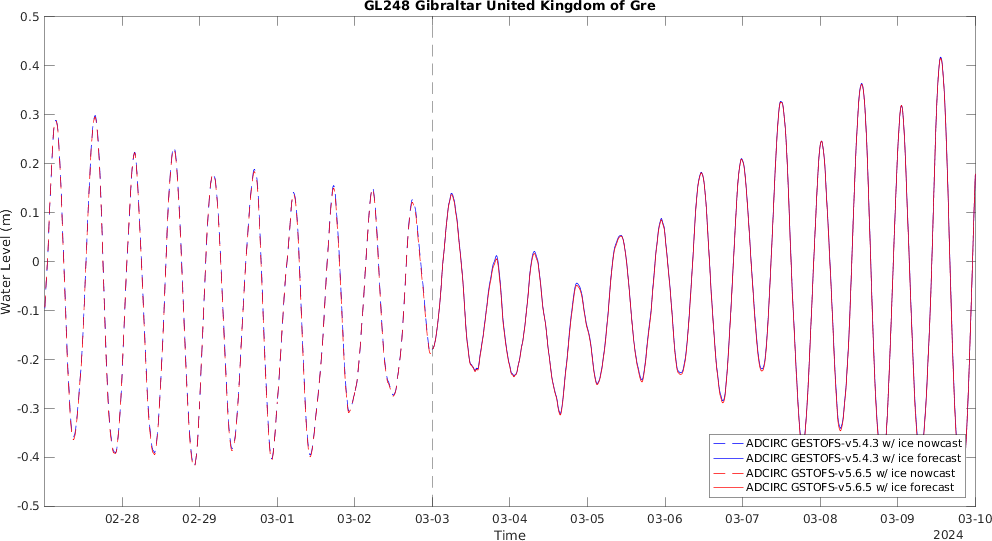 GL248 Gibraltar United Kingdom of Gre
0.5
0.4
0.3
0.2
0.1
0
-0.1
-0.2
-0.3
-0.4
-0.5
Water Level (m)
ADCIRC GESTOFS-v5.4.3 w/ ice nowcast
ADCIRC GESTOFS-v5.4.3 w/ ice forecast
ADCIRC GSTOFS-v5.6.5 w/ ice nowcast
ADCIRC GSTOFS-v5.6.5 w/ ice forecast
02-28 02-29 03-01 03-02 03-03 03-04 03-05 03-06 03-07 03-08 03-09 03-10
Time
2024